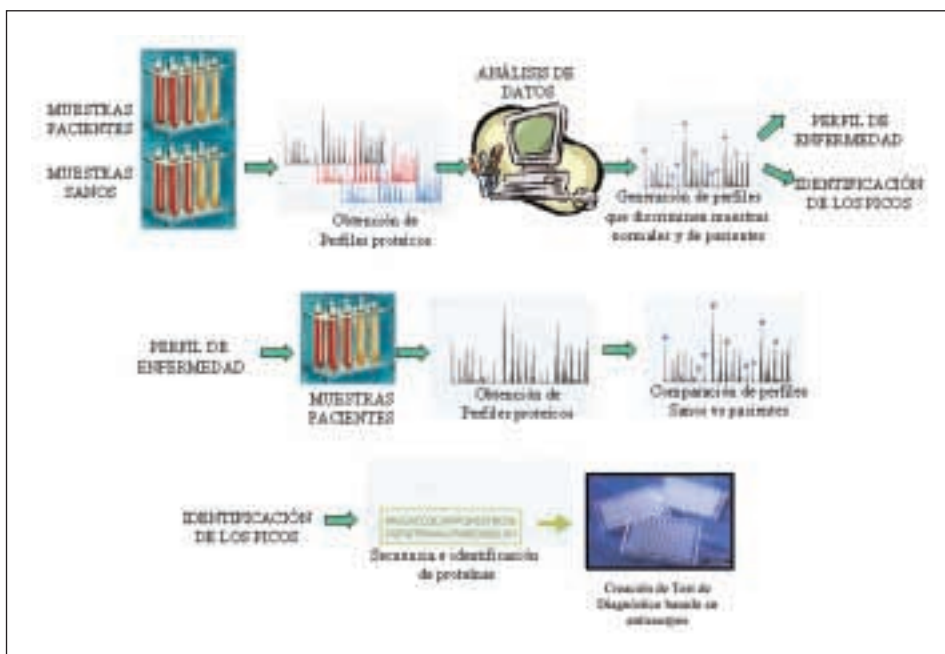 ANÁLISIS DE
DATOS
MUESTRAS
PACIENTES
MUESTRAS
SANOS
Obtención de
Perfiles protéicos
Generación de perfiles
que discriminen muestras
normales y de pacientes
PERFIL DE
ENFERMEDAD
IDENTIFICACIÓN
DE LOS PICOS
PERFIL DE
ENFERMEDAD
MUESTRAS
PACIENTES
Obtención de
Perfiles protéicos
Comparación de perfiles
Sanos vs pacientes
IDENTIFICACIÓN
DE LOS PICOS
Secuencia e identificación
de proteínas
Creación de Test de
Diagnóstico basado en